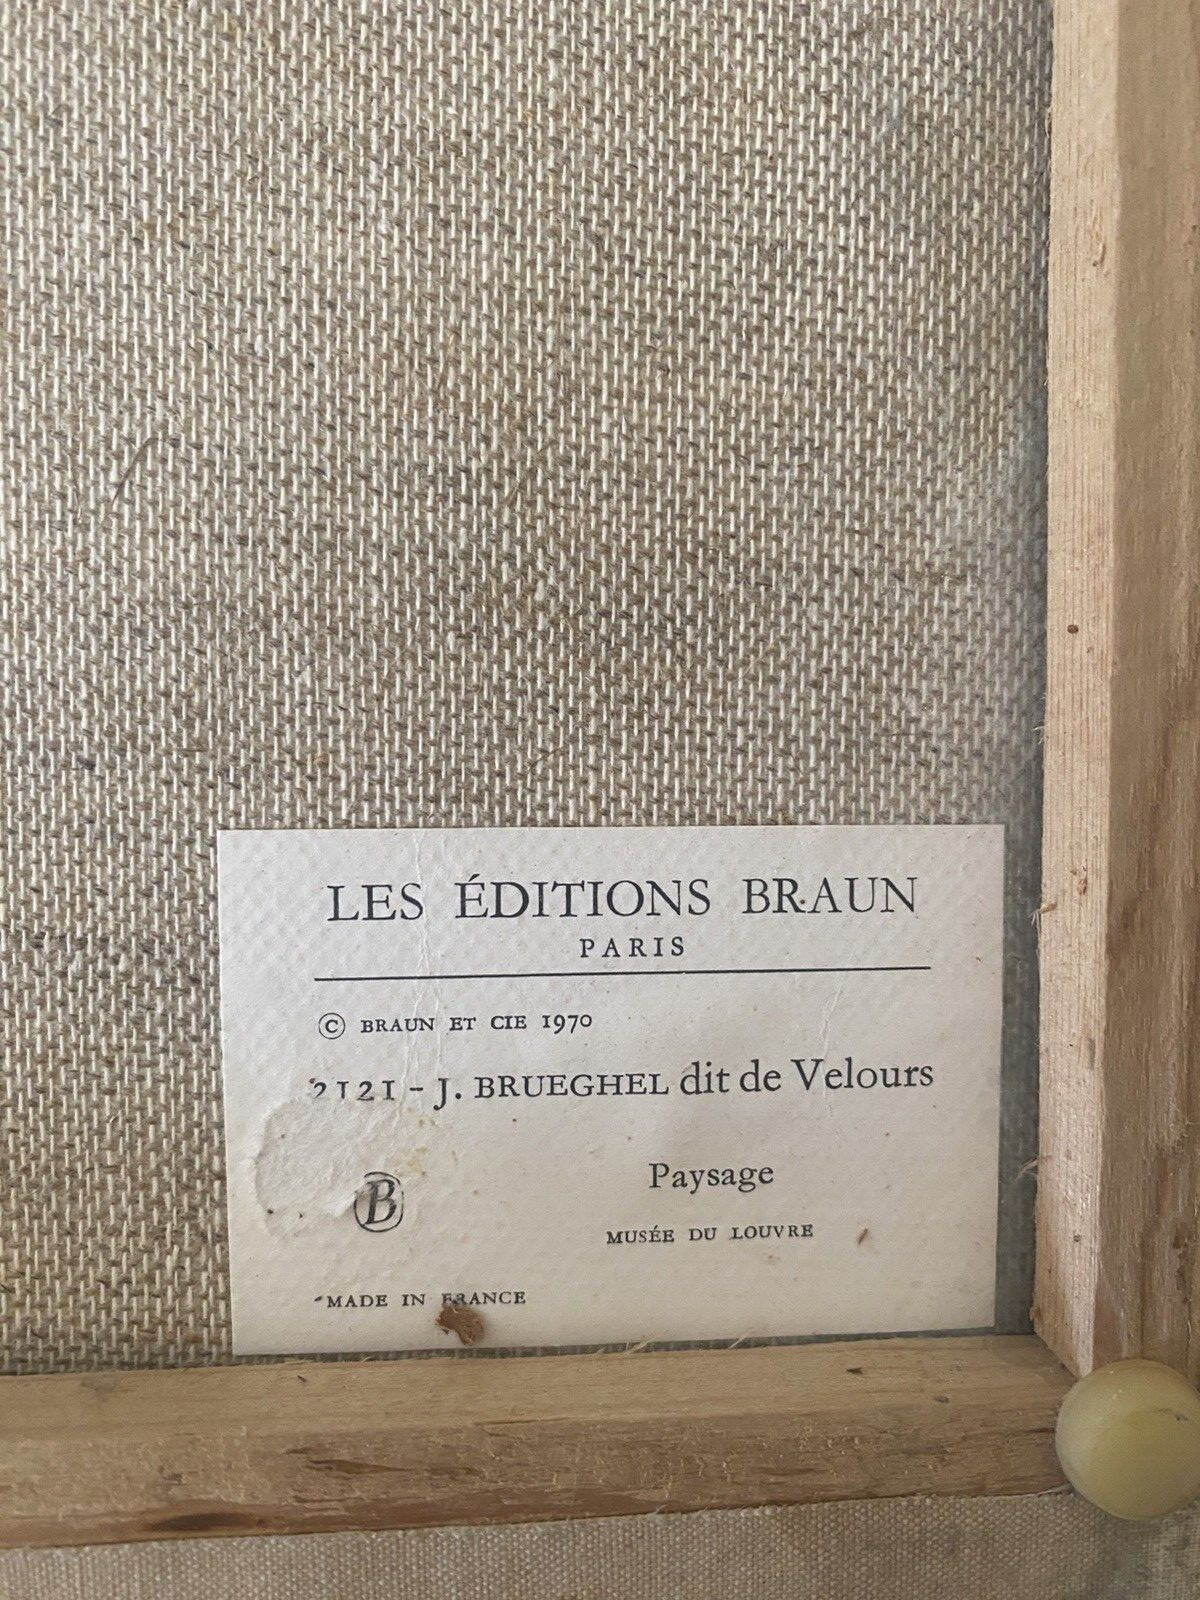 LES ÉDITIONS BRAUN
PARIS
© BRAUN ET CIE 1970
2121 - J. BRUEGHEL dit de Velours
B
Paysage
MUSÉE DU LOUVRE
MADE IN FRANCE